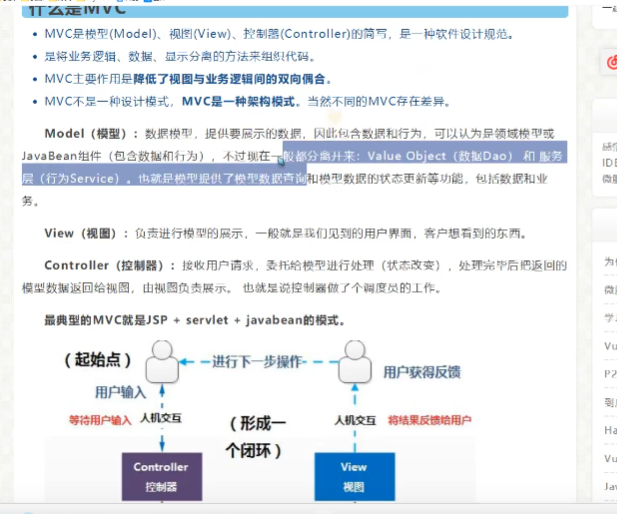 什么是MVC
MVC是模型(Model)、视图(View)、控制器(Controller)的简写，是一种软件设计规范。
是将业务逻辑、数据、显示分离的方法来组织代码。
MVC主要作用是降低了视图与业务逻辑间的双向偶合。
MVC不是一种设计模式，MVC是一种架构模式。当然不同的MVC存在差异。
Model（模型）：数据模型，提供要展示的数据，因此包含数据和行为，可以认为是领域模型或
JavaBean组件（包含数据和行为），不过现在一般都分离开来：Value Object（数据Dao） 和 服务
层（行为Service）。也就是模型提供了模型数据查询和模型数据的状态更新等功能，包括数据和业
务。
View（视图）：负责进行模型的展示，一般就是我们见到的用户界面，客户想看到的东西。
Controller（控制器）：接收用户请求，委托给模型进行处理（状态改变），处理完毕后把返回的
模型数据返回给视图，由视图负责展示。 也就是说控制器做了个调度员的工作。
最典型的MVC就是JSP + servlet + javabean的模式。
（起始点）
进行下一步操作
用户获得反馈
用户输入
等待用户输入
人机交互
（形成一
个闭环）
人机交互
将结果反馈给用户
Controller
控制器
View
视图
IDE
Vu
P2
Ha
Vu
Jav